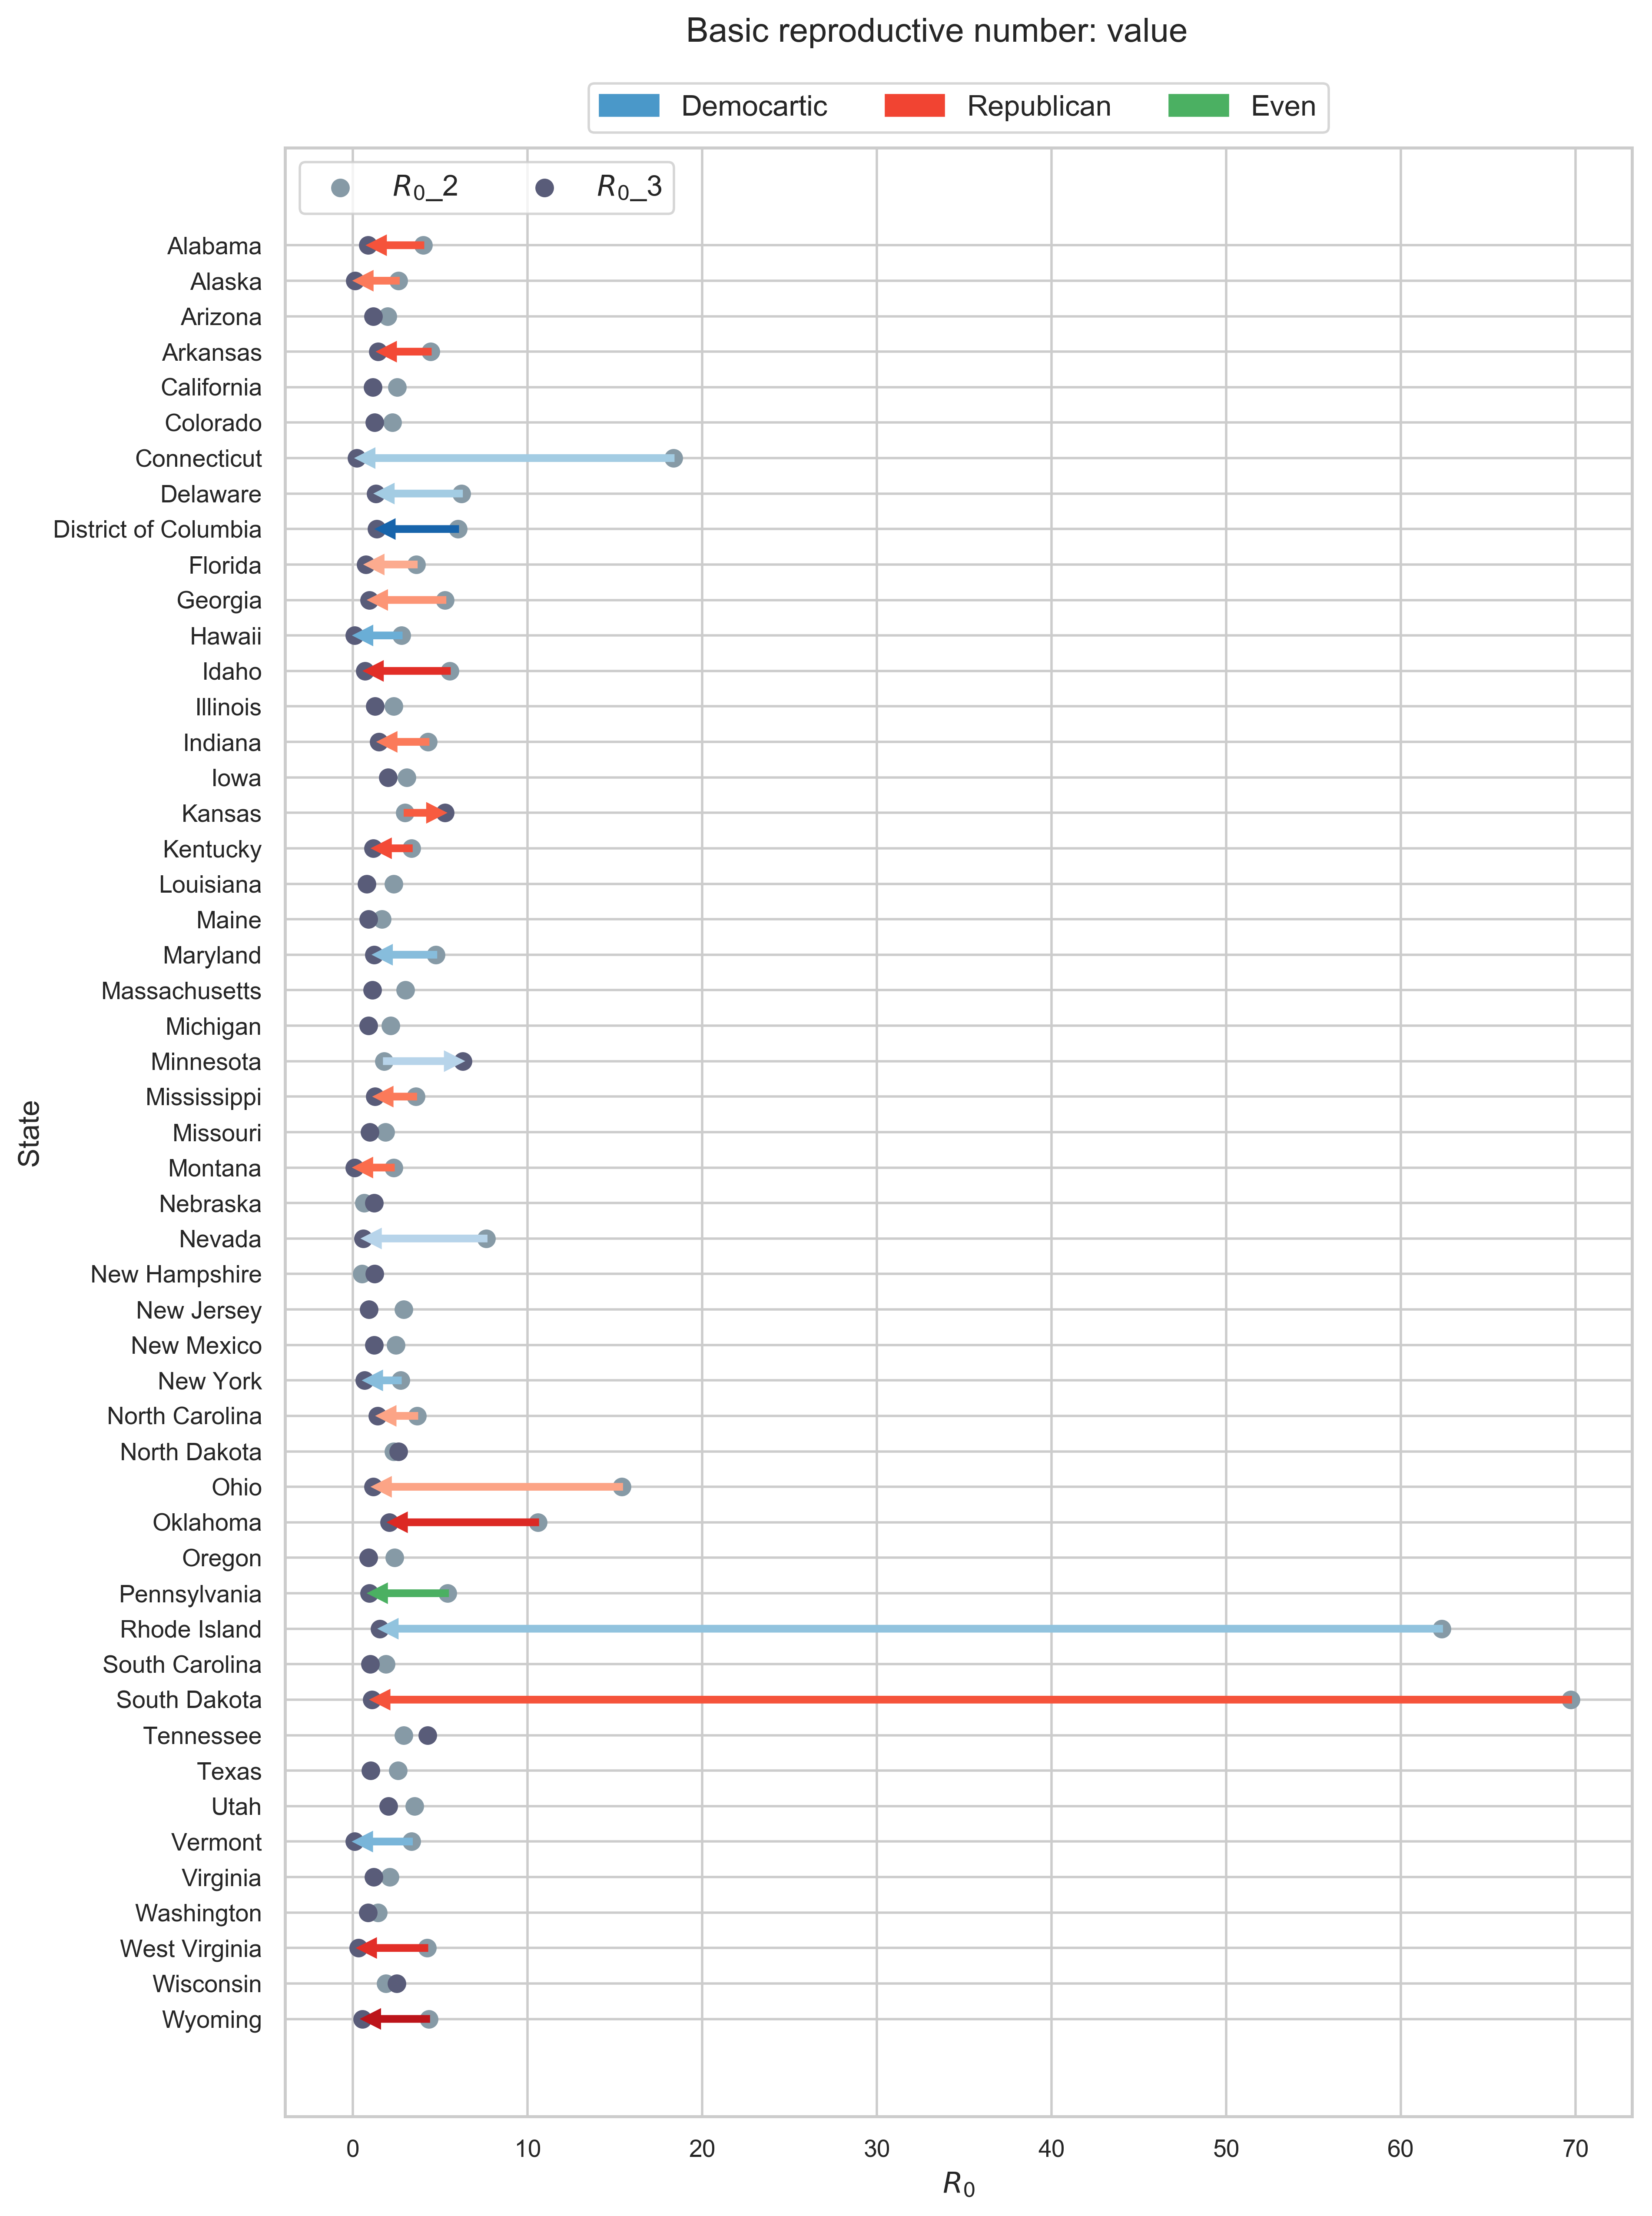 Basic reproductive number: value
Democartic Republican Even
R₀_2 R₀_3
Alabama
Alaska
Arizona
Arkansas
California
Colorado
Connecticut
Delaware
District of Columbia
Florida
Georgia
Hawaii
Idaho
Illinois
Indiana
Iowa
Kansas
Kentucky
Louisiana
Maine
Maryland
Massachusetts
Michigan
Minnesota
Mississippi
Missouri
Montana
Nebraska
Nevada
New Hampshire
New Jersey
New Mexico
New York
North Carolina
North Dakota
Ohio
Oklahoma
Oregon
Pennsylvania
Rhode Island
South Carolina
South Dakota
Tennessee
Texas
Utah
Vermont
Virginia
Washington
West Virginia
Wisconsin
Wyoming
State
0 10 20 30 40 50 60 70
R₀